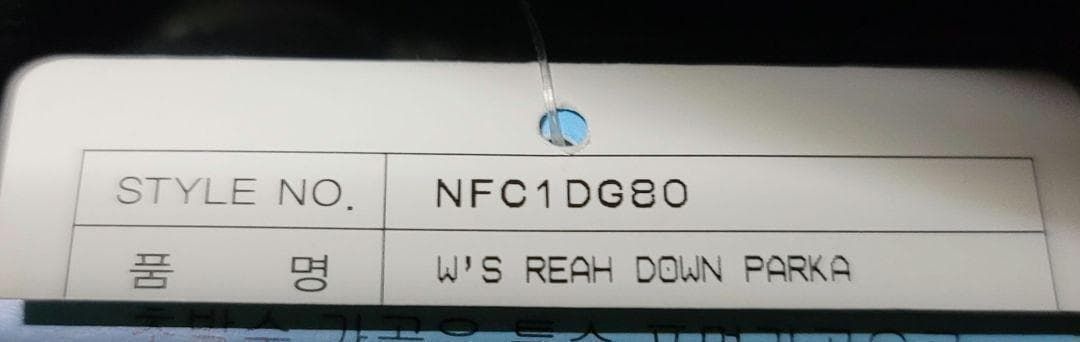 STYLE NO. NFC1DG80
품 명 W'S REAH DOWN PARKA